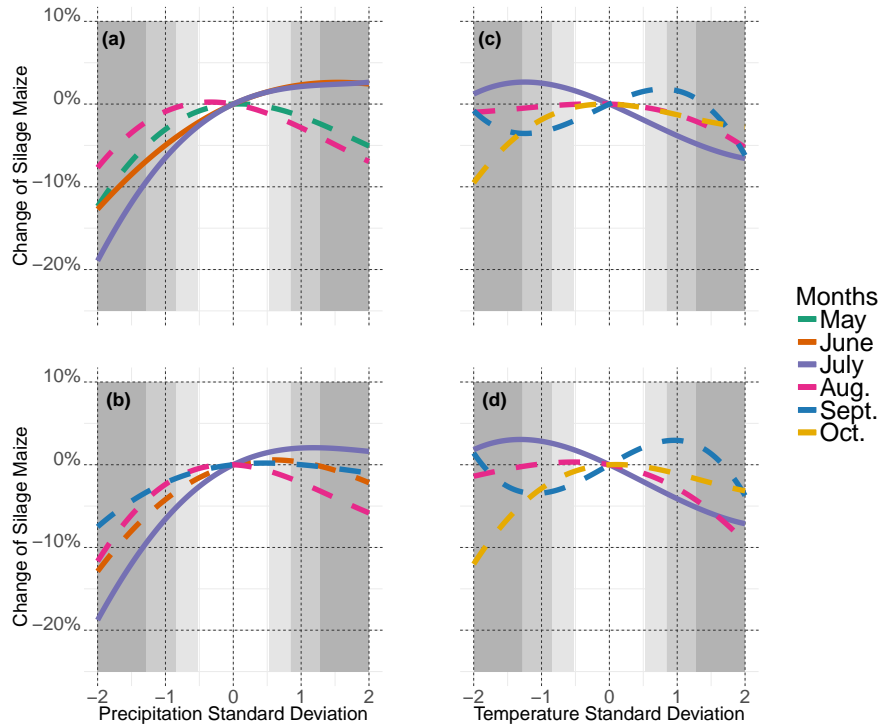 (a)
(c)
10%
0%
−10%
−20%
Change of Silage Maize
(b)
(d)
10%
0%
−10%
−20%
Change of Silage Maize
−2 −1 0 1 2
Precipitation Standard Deviation
−2 −1 0 1 2
Temperature Standard Deviation
Months
May
June
July
Aug.
Sept.
Oct.